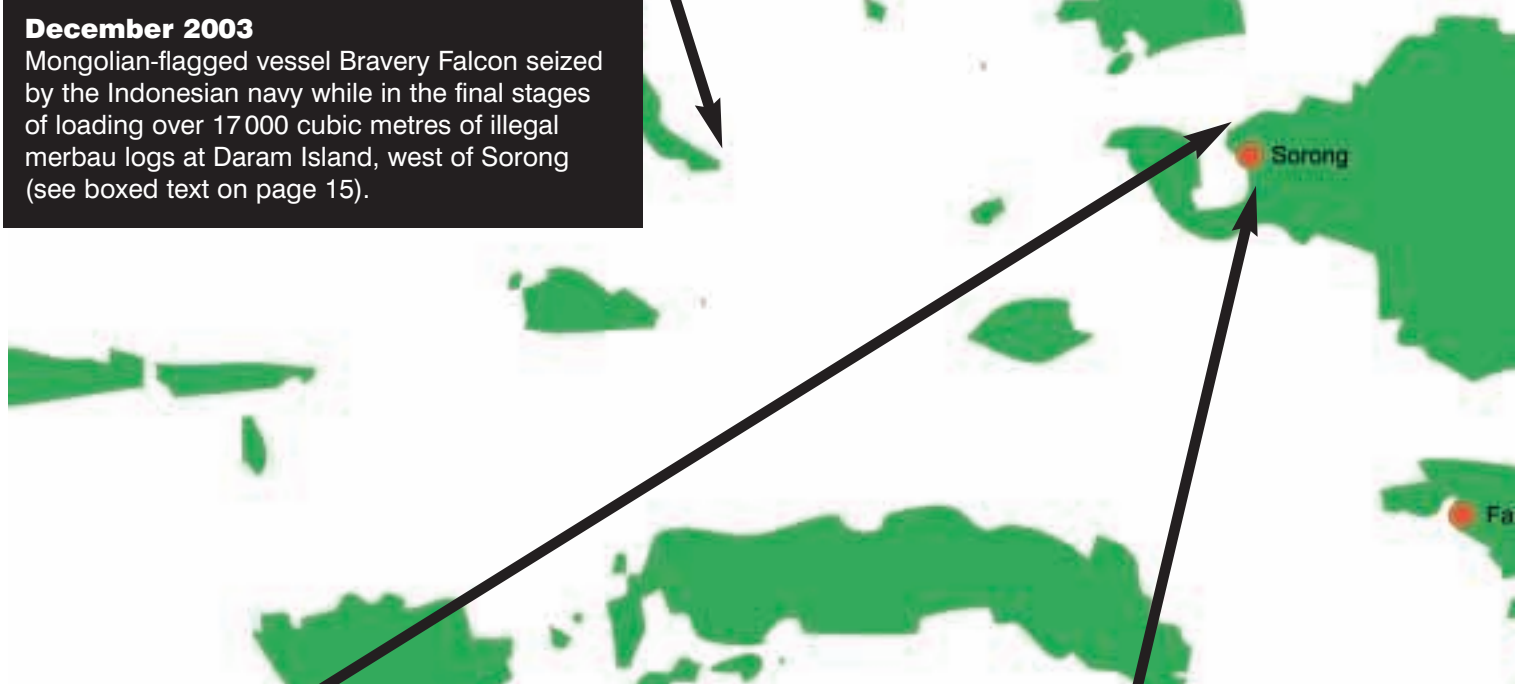 December 2003
Mongolian-flagged vessel Bravery Falcon seized
by the Indonesian navy while in the final stages
of loading over 17 000 cubic metres of illegal
merbau logs at Daram Island, west of Sorong
(see boxed text on page 15).
Sorong